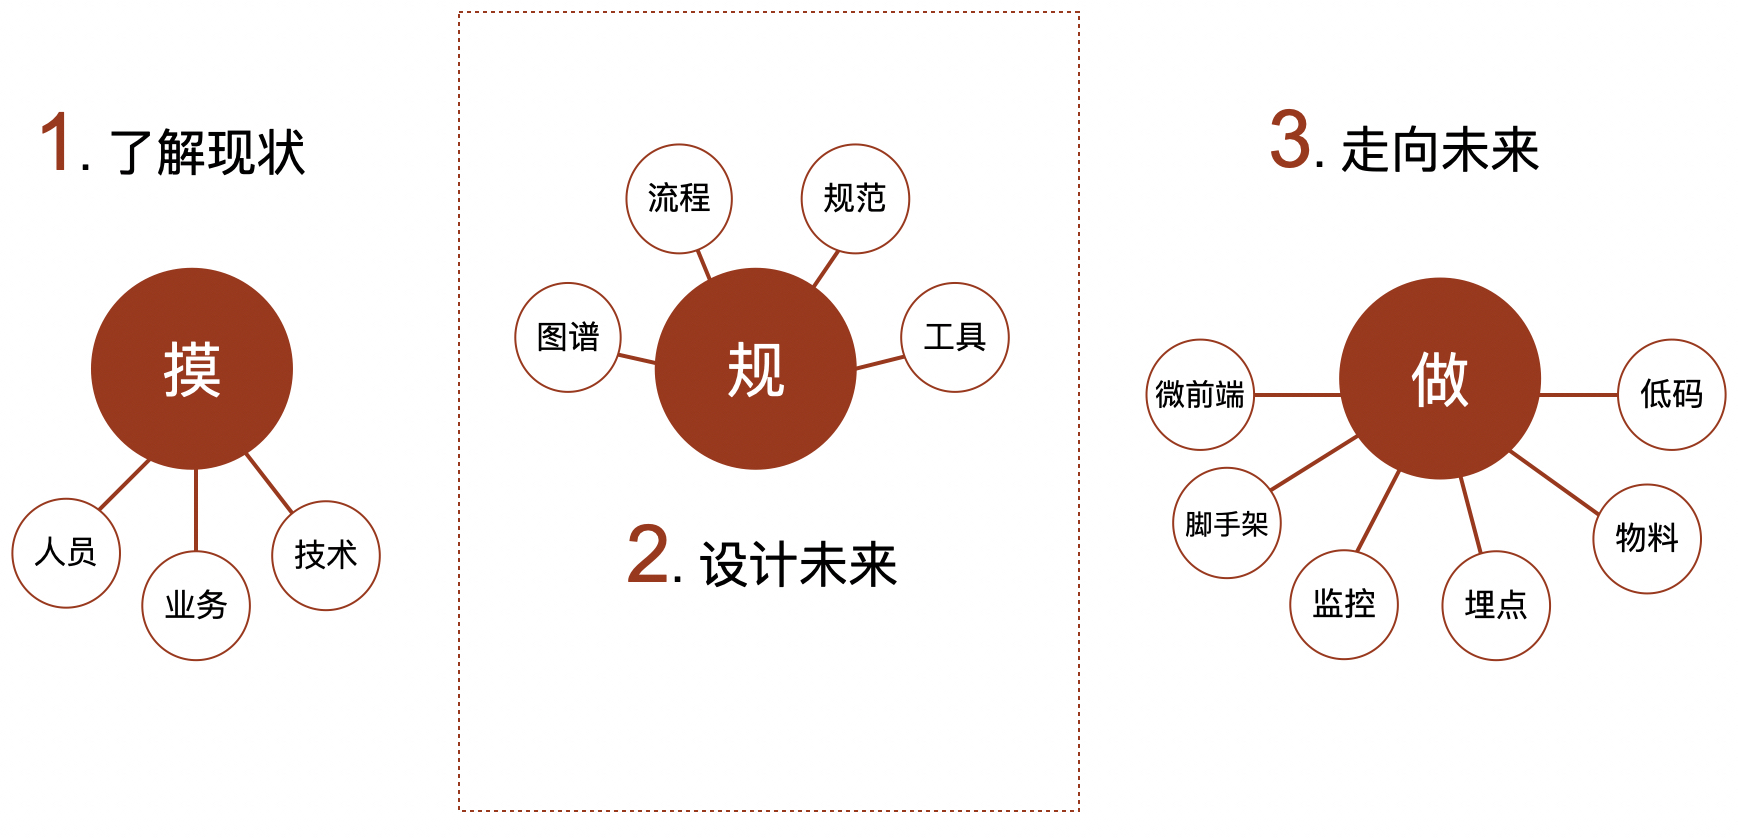 1. 了解现状
摸
人员
业务
技术
流程
规范
图谱
工具
规
2. 设计未来
3. 走向未来
做
微前端
低码
脚手架
物料
监控
埋点